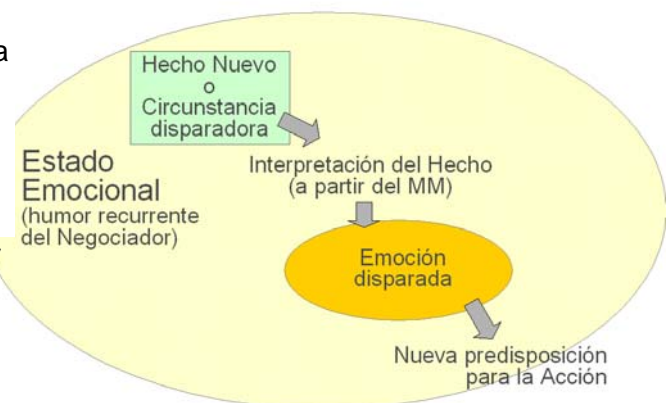 a
Hecho Nuevo
o
Circunstancia
disparadora
Estado
Emocional
(humor recurrente
del Negociador)
Interpretación del Hecho
(a partir del MM)
Emoción
disparada
Nueva predisposición
para la Acción